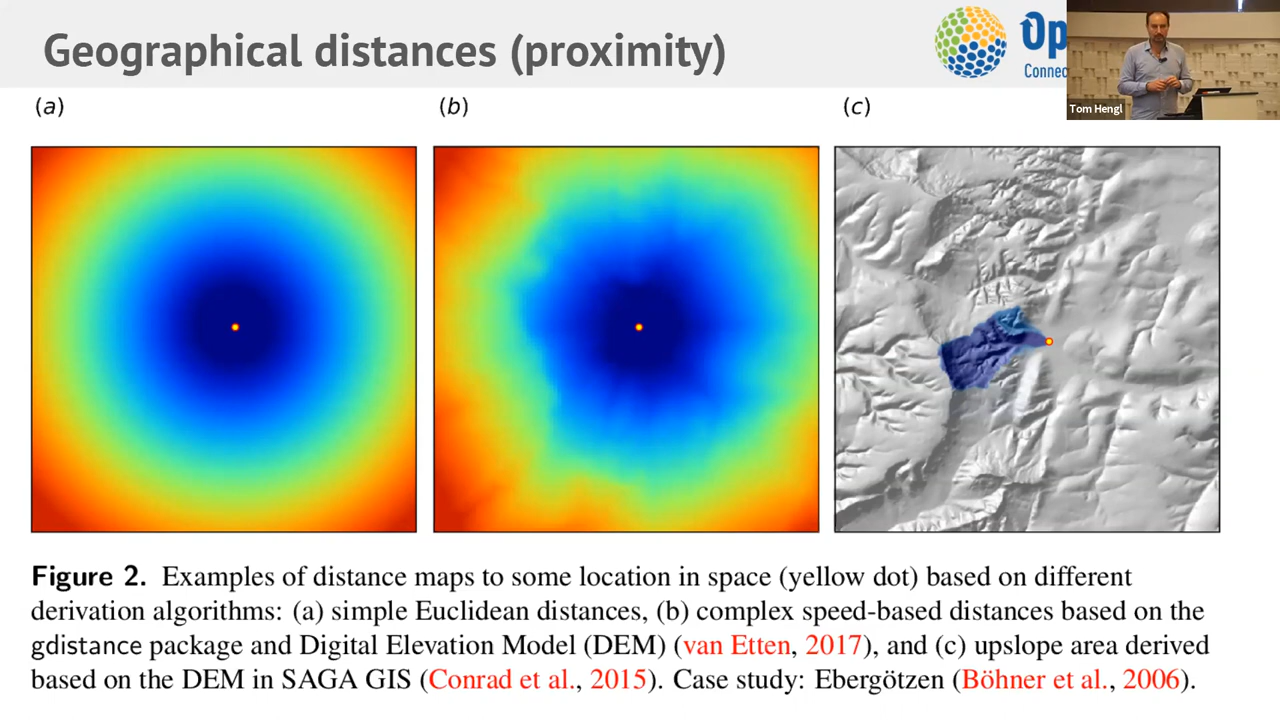 Geographical distances (proximity)
Op
Connec
Tom Hengl
(a)
(b)
(c)
Figure 2. Examples of distance maps to some location in space (yellow dot) based on different
derivation algorithms: (a) simple Euclidean distances, (b) complex speed-based distances based on the
gdistance package and Digital Elevation Model (DEM) (van Etten, 2017), and (c) upslope area derived
based on the DEM in SAGA GIS (Conrad et al., 2015). Case study: Ebergötzen (Böhner et al., 2006).